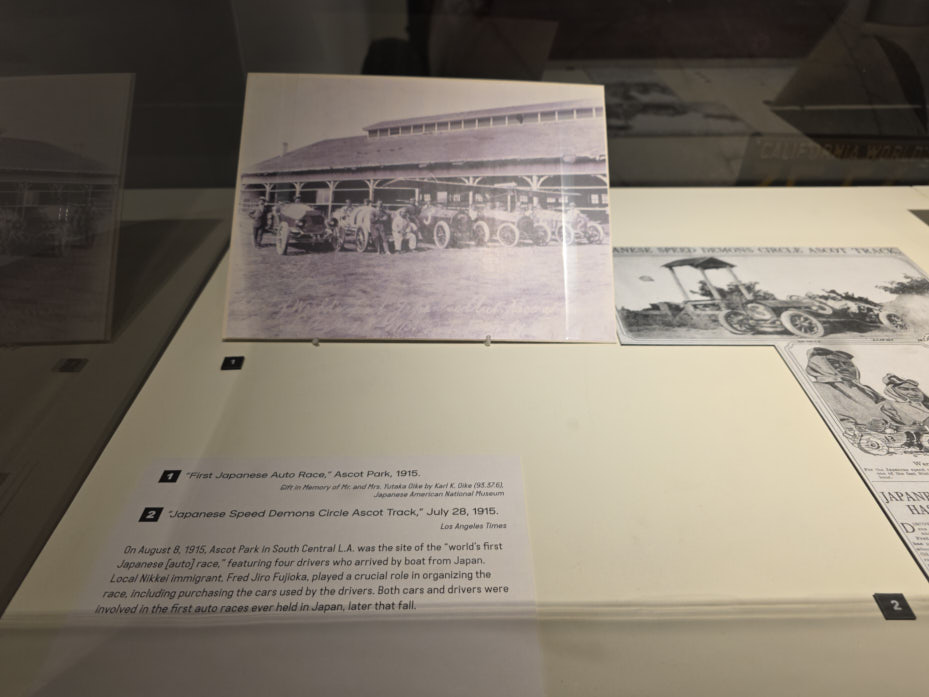 "CALIFORNIA WORLD
ANESE SPEED DEMONS CIRCLE ASCOT TRACK
1
1 "First Japanese Auto Race," Ascot Park, 1915.
Gift in Memory of Mr. and Mrs. Yutaka Oike by Karl K. Oike (93.37.6),
Japanese American National Museum
2 "Japanese Speed Demons Circle Ascot Track," July 28, 1915.
Los Angeles Times
On August 8, 1915, Ascot Park in South Central L.A. was the site of the "world's first
Japanese [auto] race," featuring four drivers who arrived by boat from Japan.
Local Nikkei immigrant, Fred Jiro Fujioka, played a crucial role in organizing the
race, including purchasing the cars used by the drivers. Both cars and drivers were
involved in the first auto races ever held in Japan, later that fall.
JAPANE
HA
2